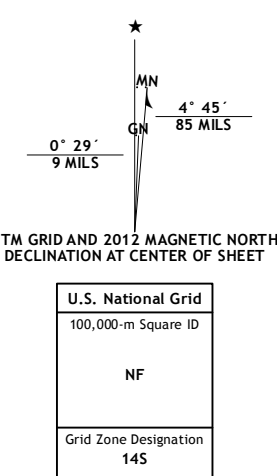 ★
MN
4° 45´
GN
85 MILS
0° 29´
9 MILS
TM GRID AND 2012 MAGNETIC NORTH
DECLINATION AT CENTER OF SHEET
U.S. National Grid
100,000-m Square ID
NF
Grid Zone Designation
14S